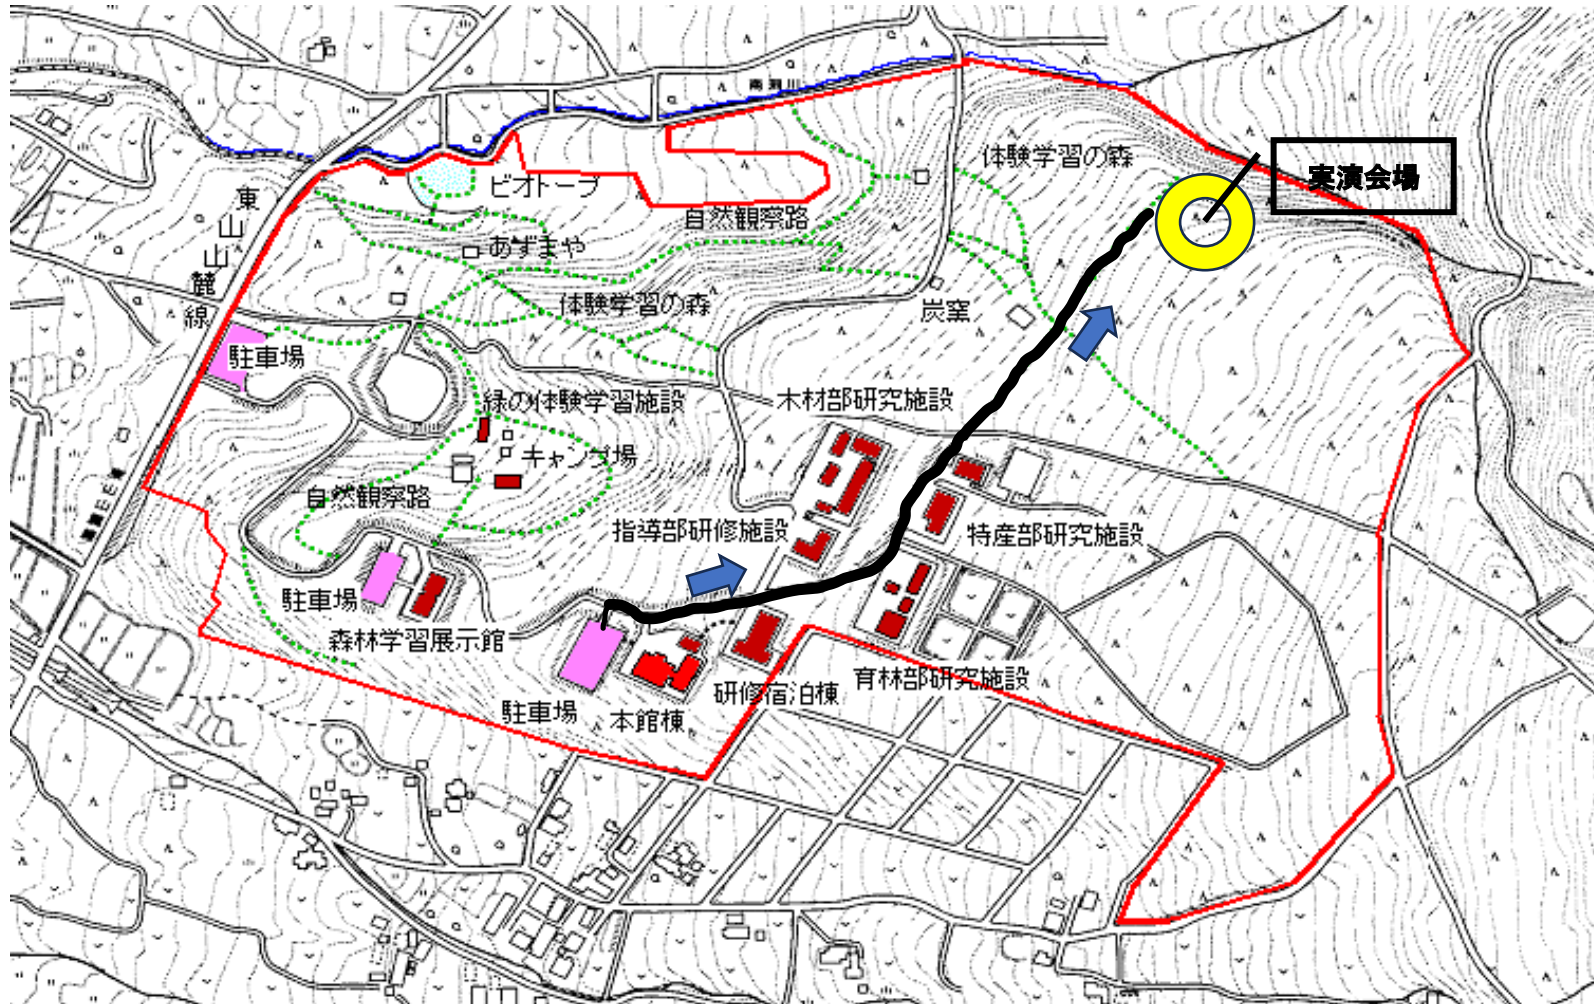 体験学習の森
実演会場
ビオトープ
自然観察路
東山山麓線
あずまや
体験学習の森
炭窯
駐車場
緑の体験学習施設
木材部研究施設
キャンプ場
自然観察路
指導部研修施設
特産部研究施設
駐車場
森林学習展示館
研修宿泊棟
育林部研究施設
駐車場
本館棟